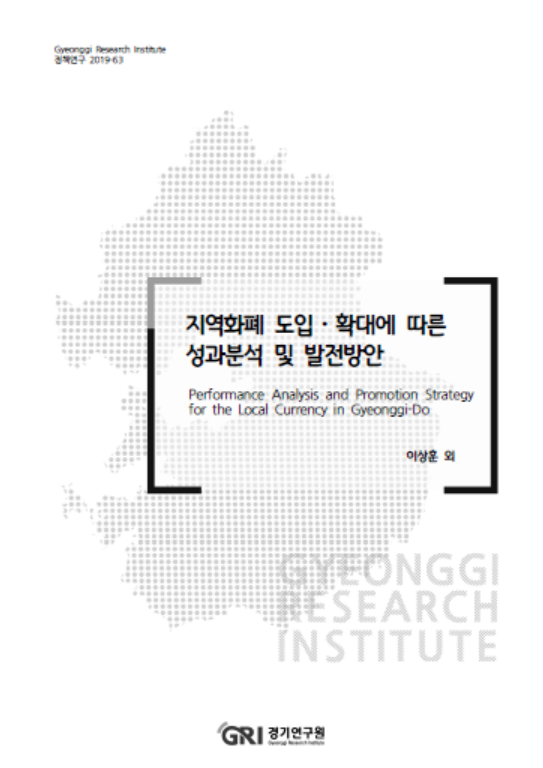 Gyeonggi Research Institute
정책연구 2019-63
지역화폐 도입 · 확대에 따른
성과분석 및 발전방안
Performance Analysis and Promotion Strategy
for the Local Currency in Gyeonggi-Do
이상훈 외
GYEONGGI
RESEARCH
INSTITUTE
GRI 경기연구원
Gyeonggi Research Institute